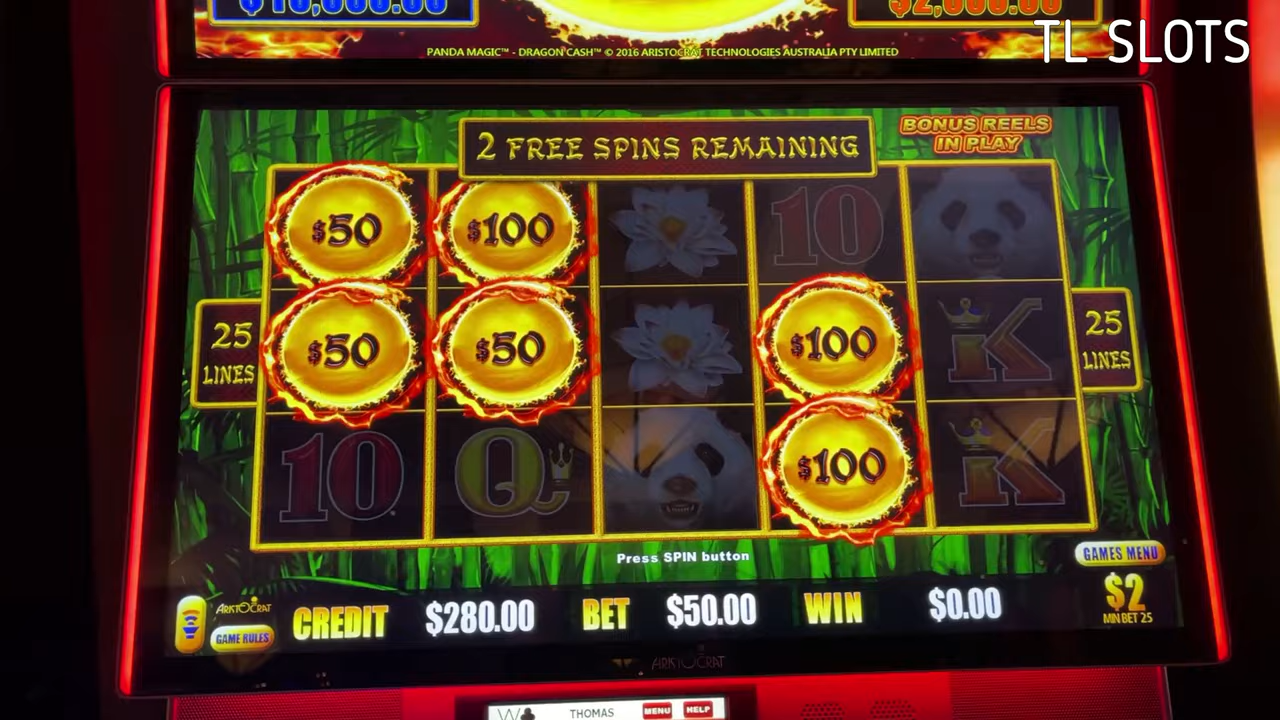 TL SLOTS
PANDA MAGIC™ - DRAGON CASH™ © 2016 ARISTOCRAT TECHNOLOGIES AUSTRALIA PTY LIMITED
2 FREE SPINS REMAINING
BONUS REELS
IN PLAY
$50 $100 10
25
LINES
$50 $50 $100 K
25
LINES
10 Q $100 K
Press SPIN button
GAMES MENU
ARISTOCRAT
GAME RULES
CREDIT $280.00 BET $50.00 WIN $0.00
$2
MIN BET 25
ARISTOCRAT
THOMAS MENU HELP